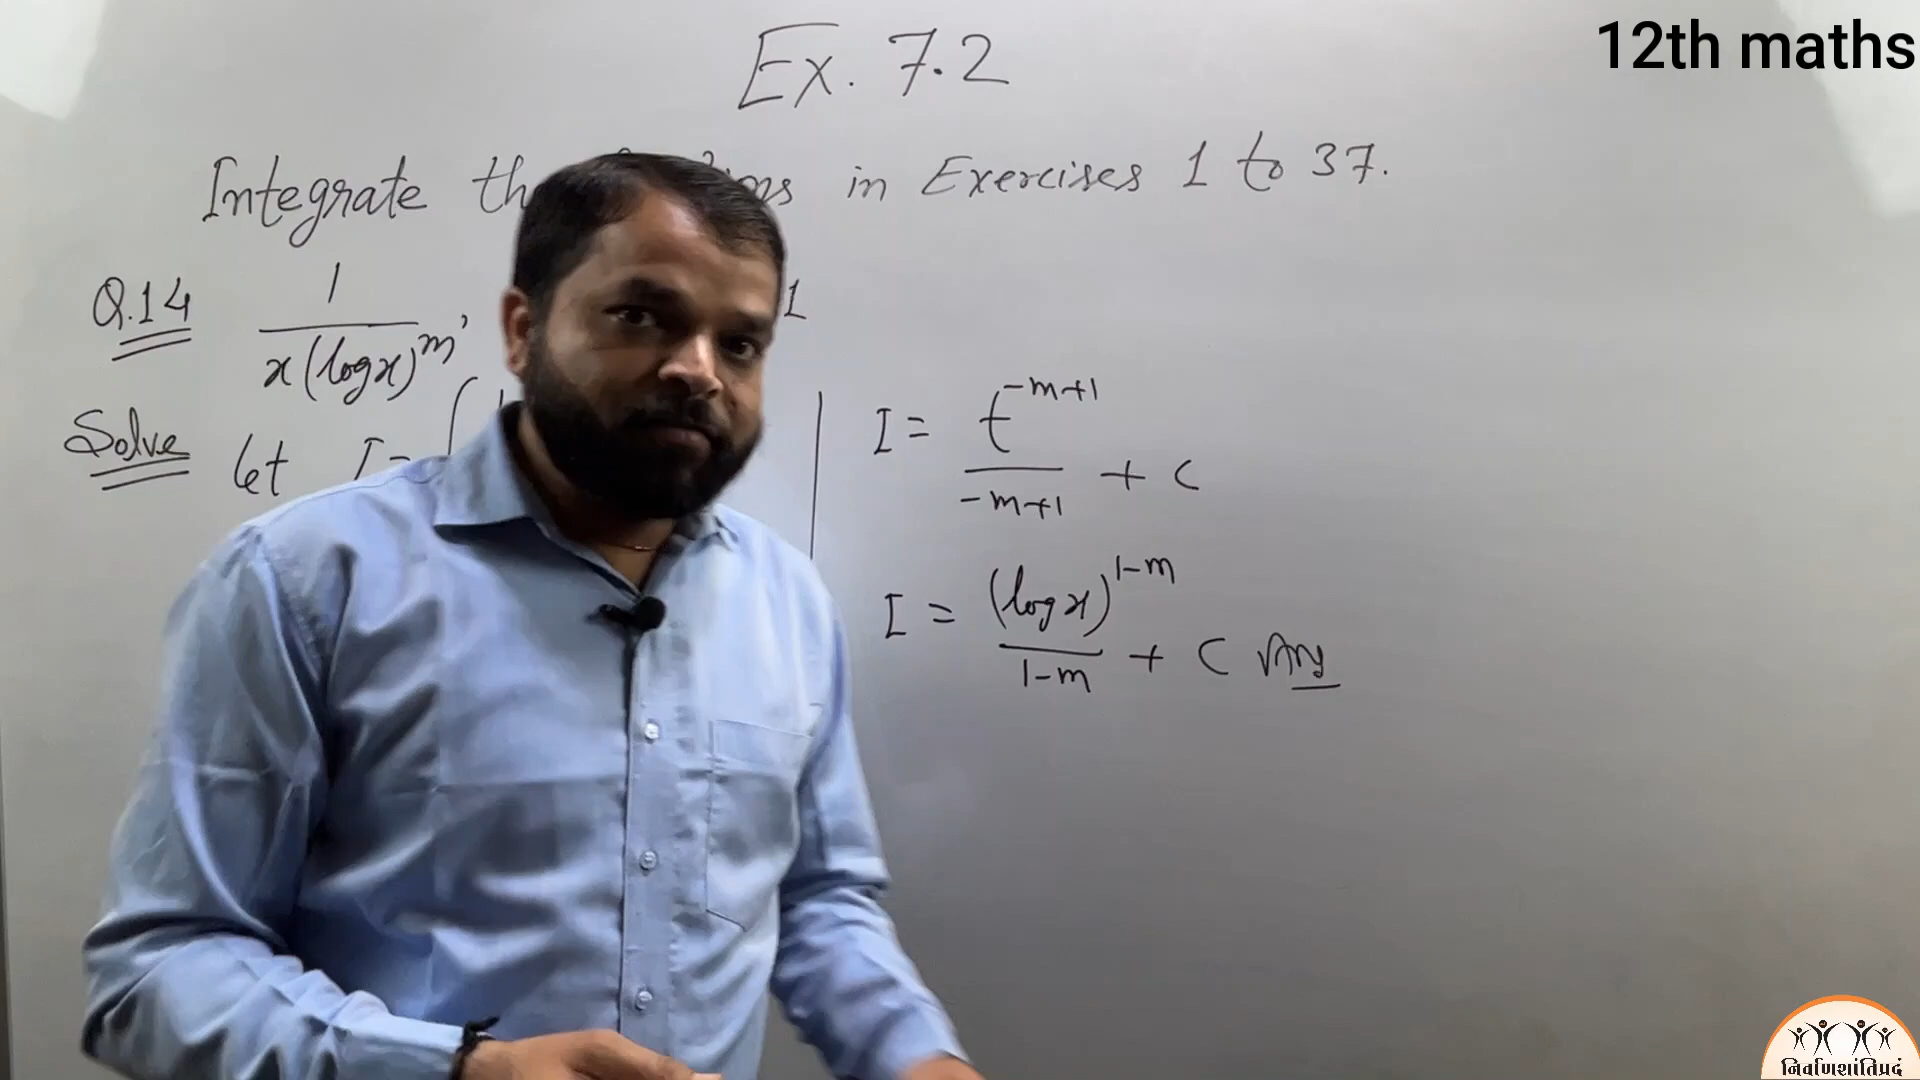 12th maths
Ex. 7.2
Integrate the in Exercises 1 to 37.
Q.14 1 1
x(log x)^m,
Solve let I =
I = t^-m+1
-m+1 + C
I = (log x)^1-m
1-m + C Ans